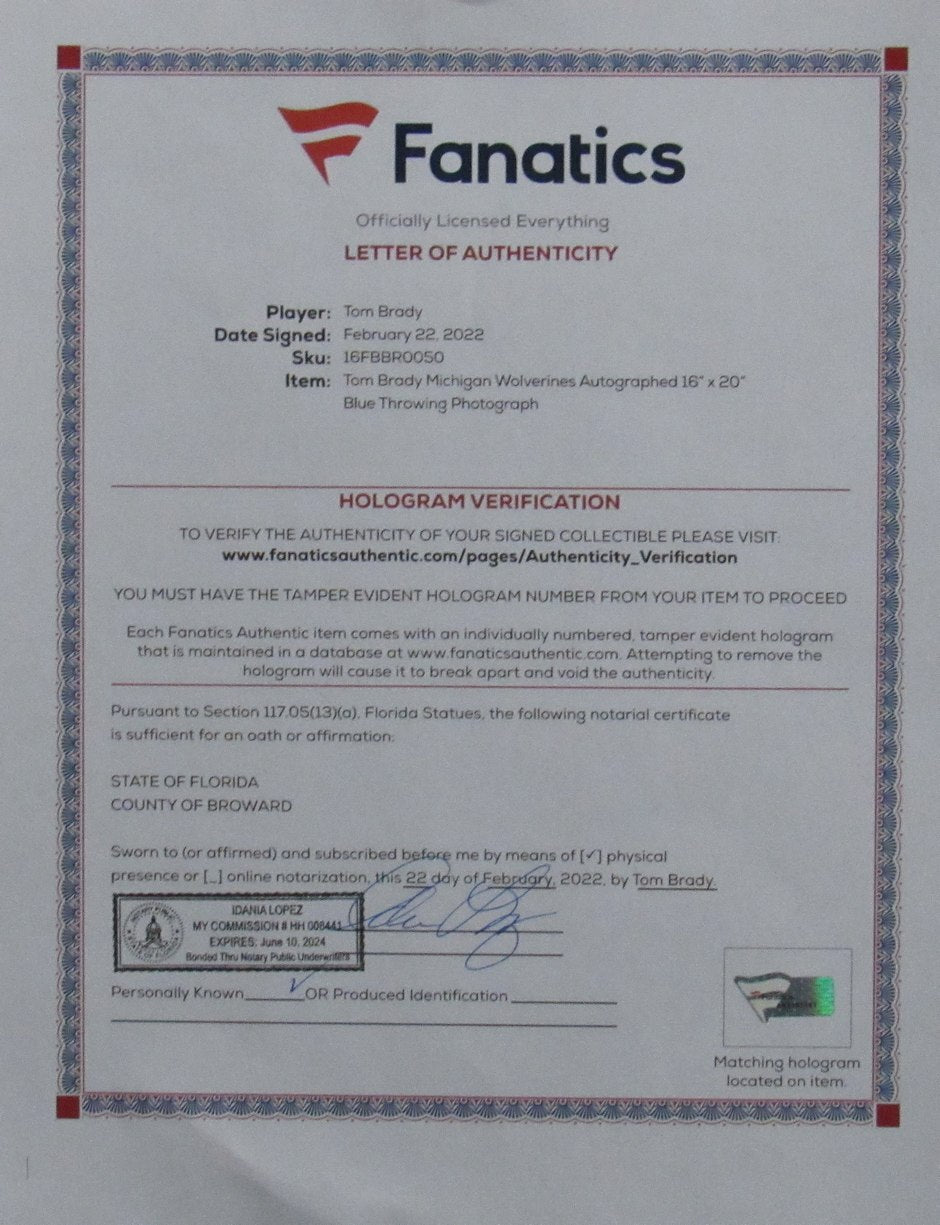 Fanatics
Officially Licensed Everything
LETTER OF AUTHENTICITY
Player: Tom Brady
Date Signed: February 22, 2022
Sku: 16FBBR0050
Item: Tom Brady Michigan Wolverines Autographed 16" x 20"
Blue Throwing Photograph
HOLOGRAM VERIFICATION
TO VERIFY THE AUTHENTICITY OF YOUR SIGNED COLLECTIBLE PLEASE VISIT:
www.fanaticsauthentic.com/pages/Authenticity_Verification
YOU MUST HAVE THE TAMPER EVIDENT HOLOGRAM NUMBER FROM YOUR ITEM TO PROCEED
Each Fanatics Authentic item comes with an individually numbered, tamper evident hologram
that is maintained in a database at www.fanaticsauthentic.com. Attempting to remove the
hologram will cause it to break apart and void the authenticity.
Pursuant to Section 117.05(13)(a), Florida Statues, the following notarial certificate
is sufficient for an oath or affirmation:
STATE OF FLORIDA
COUNTY OF BROWARD
Sworn to (or affirmed) and subscribed before me by means of [✓] physical
presence or [_] online notarization, this 22 day of February, 2022, by Tom Brady.
IDANIA LOPEZ
MY COMMISSION # HH 008441
EXPIRES: June 10, 2024
Bonded Thru Notary Public Underwriters
Personally Known ____✓ OR Produced Identification ____
Matching hologram
located on item.